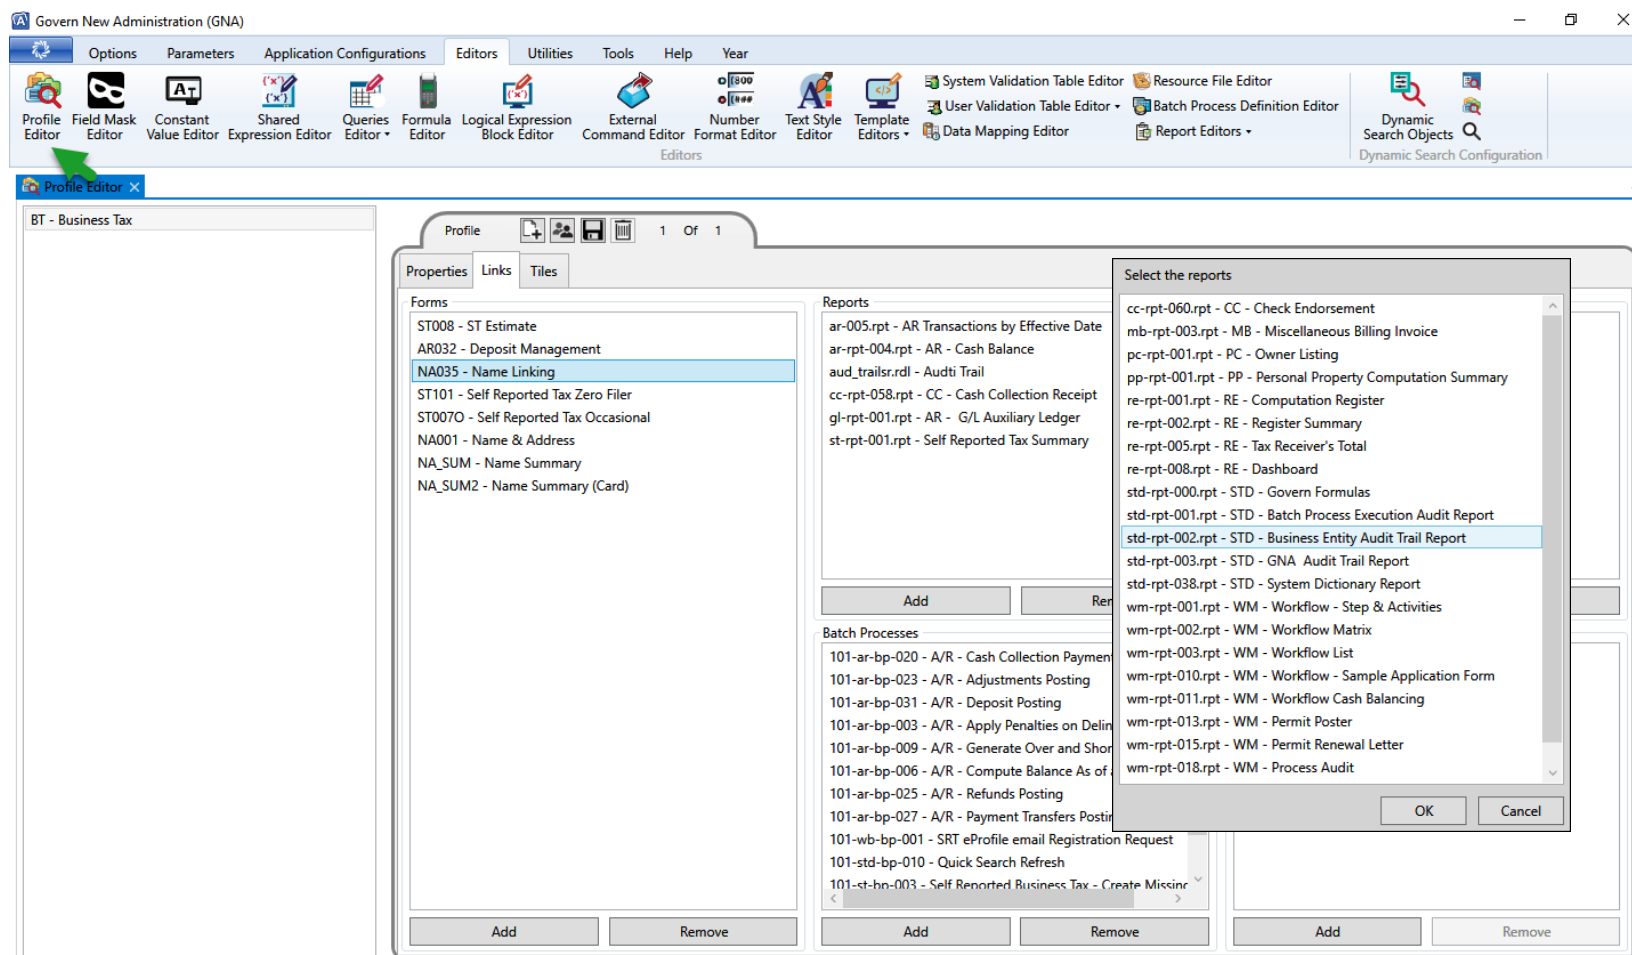 Govern New Administration (GNA)
Options Parameters Application Configurations Editors Utilities Tools Help Year
Profile Editor
Field Mask Editor
Constant Value Editor
Shared Expression Editor
Queries Editor
Formula Editor
Logical Expression Block Editor
External Command Editor
Number Format Editor
Text Style Editor
Template Editors
System Validation Table Editor
User Validation Table Editor
Data Mapping Editor
Resource File Editor
Batch Process Definition Editor
Report Editors
Editors
Dynamic Search Objects
Dynamic Search Configuration
Profile Editor
BT - Business Tax
Profile 1 Of 1
Properties Links Tiles
Forms
ST008 - ST Estimate
AR032 - Deposit Management
NA035 - Name Linking
ST101 - Self Reported Tax Zero Filer
ST007O - Self Reported Tax Occasional
NA001 - Name & Address
NA_SUM - Name Summary
NA_SUM2 - Name Summary (Card)
Add Remove
Reports
ar-005.rpt - AR Transactions by Effective Date
ar-rpt-004.rpt - AR - Cash Balance
aud_trailsr.rdl - Audti Trail
cc-rpt-058.rpt - CC - Cash Collection Receipt
gl-rpt-001.rpt - AR - G/L Auxiliary Ledger
st-rpt-001.rpt - Self Reported Tax Summary
Add Rer
Batch Processes
101-ar-bp-020 - A/R - Cash Collection Paymen
101-ar-bp-023 - A/R - Adjustments Posting
101-ar-bp-031 - A/R - Deposit Posting
101-ar-bp-003 - A/R - Apply Penalties on Delin
101-ar-bp-009 - A/R - Generate Over and Shor
101-ar-bp-006 - A/R - Compute Balance As of
101-ar-bp-025 - A/R - Refunds Posting
101-ar-bp-027 - A/R - Payment Transfers Postin
101-wb-bp-001 - SRT eProfile email Registration Request
101-std-bp-010 - Quick Search Refresh
101-st-bp-003 - Self Reported Business Tax - Create Missing
Add Remove
Add Remove
Select the reports
cc-rpt-060.rpt - CC - Check Endorsement
mb-rpt-003.rpt - MB - Miscellaneous Billing Invoice
pc-rpt-001.rpt - PC - Owner Listing
pp-rpt-001.rpt - PP - Personal Property Computation Summary
re-rpt-001.rpt - RE - Computation Register
re-rpt-002.rpt - RE - Register Summary
re-rpt-005.rpt - RE - Tax Receiver's Total
re-rpt-008.rpt - RE - Dashboard
std-rpt-000.rpt - STD - Govern Formulas
std-rpt-001.rpt - STD - Batch Process Execution Audit Report
std-rpt-002.rpt - STD - Business Entity Audit Trail Report
std-rpt-003.rpt - STD - GNA Audit Trail Report
std-rpt-038.rpt - STD - System Dictionary Report
wm-rpt-001.rpt - WM - Workflow - Step & Activities
wm-rpt-002.rpt - WM - Workflow Matrix
wm-rpt-003.rpt - WM - Workflow List
wm-rpt-010.rpt - WM - Workflow - Sample Application Form
wm-rpt-011.rpt - WM - Workflow Cash Balancing
wm-rpt-013.rpt - WM - Permit Poster
wm-rpt-015.rpt - WM - Permit Renewal Letter
wm-rpt-018.rpt - WM - Process Audit
OK Cancel